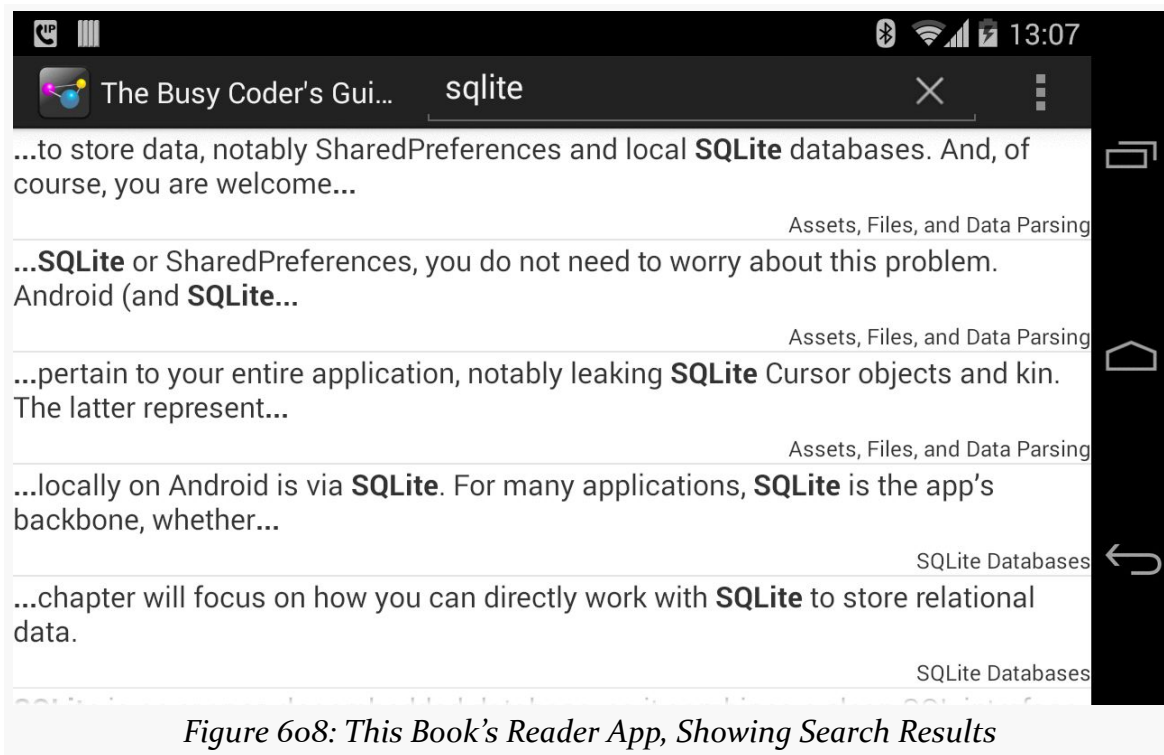 IP
13:07
The Busy Coder's Gui...
sqlite
...to store data, notably SharedPreferences and local SQLite databases. And, of
course, you are welcome...
Assets, Files, and Data Parsing
...SQLite or SharedPreferences, you do not need to worry about this problem.
Android (and SQLite...
Assets, Files, and Data Parsing
...pertain to your entire application, notably leaking SQLite Cursor objects and kin.
The latter represent...
Assets, Files, and Data Parsing
...locally on Android is via SQLite. For many applications, SQLite is the app’s
backbone, whether...
SQLite Databases
...chapter will focus on how you can directly work with SQLite to store relational
data.
SQLite Databases
Figure 608: This Book’s Reader App, Showing Search Results